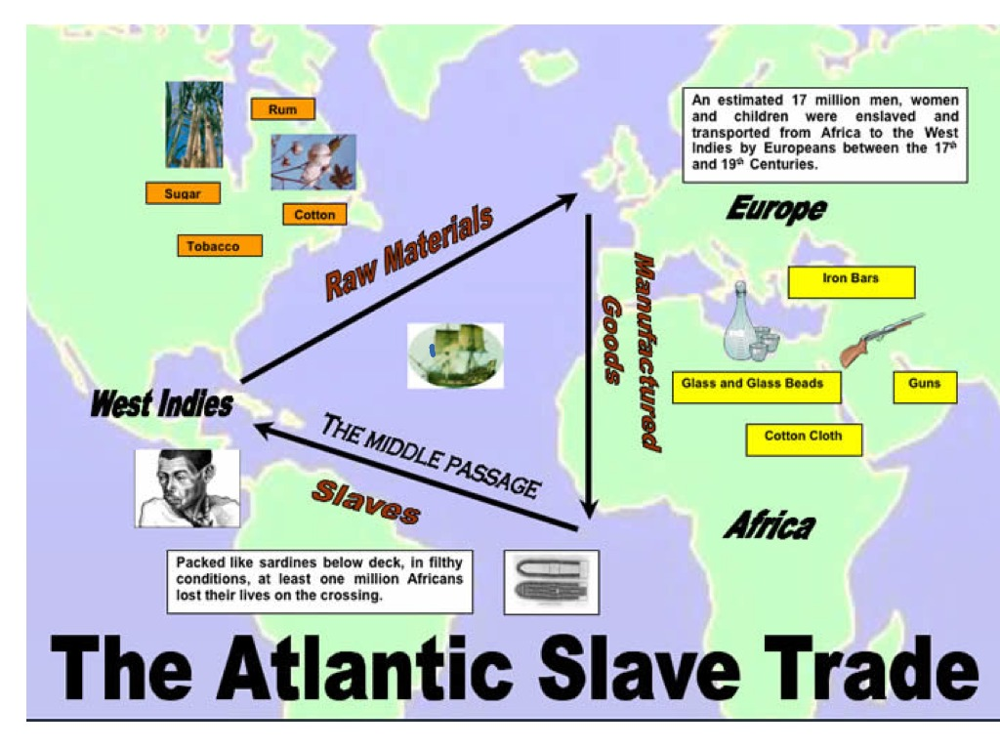 Rum
Sugar
Cotton
Tobacco
An estimated 17 million men, women
and children were enslaved and
transported from Africa to the West
Indies by Europeans between the 17th
and 19th Centuries.
Europe
Raw Materials
Manufactured
Goods
Iron Bars
Glass and Glass Beads
Guns
Cotton Cloth
West Indies
THE MIDDLE PASSAGE
Slaves
Africa
Packed like sardines below deck, in filthy
conditions, at least one million Africans
lost their lives on the crossing.
The Atlantic Slave Trade